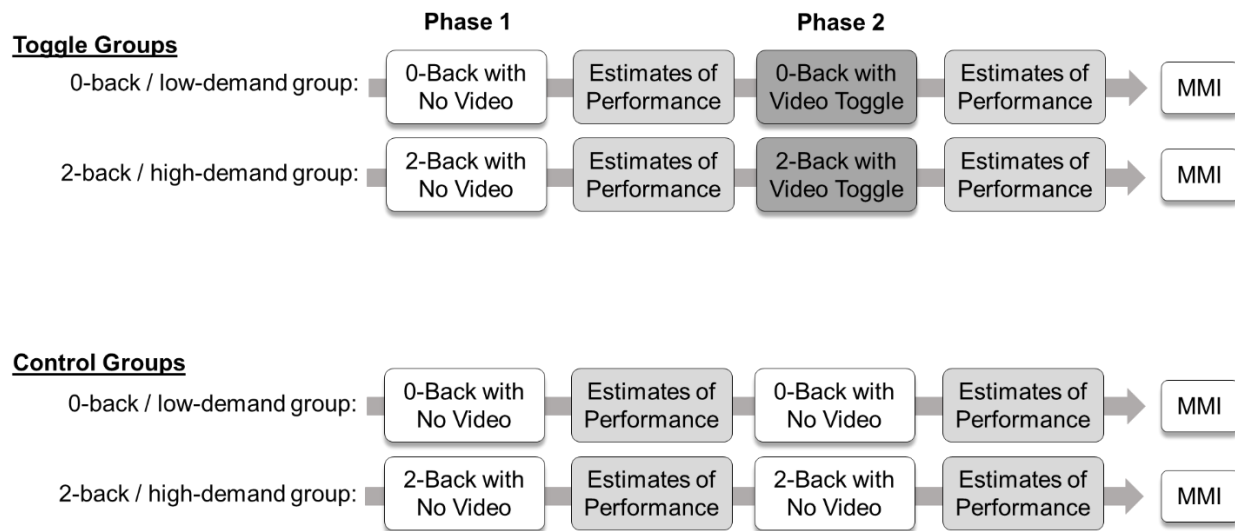 Phase 1
Phase 2
Toggle Groups
0-back / low-demand group:
0-Back with
No Video
Estimates of
Performance
0-Back with
Video Toggle
Estimates of
Performance
MMI
2-back / high-demand group:
2-Back with
No Video
Estimates of
Performance
2-Back with
Video Toggle
Estimates of
Performance
MMI
Control Groups
0-back / low-demand group:
0-Back with
No Video
Estimates of
Performance
0-Back with
No Video
Estimates of
Performance
MMI
2-back / high-demand group:
2-Back with
No Video
Estimates of
Performance
2-Back with
No Video
Estimates of
Performance
MMI